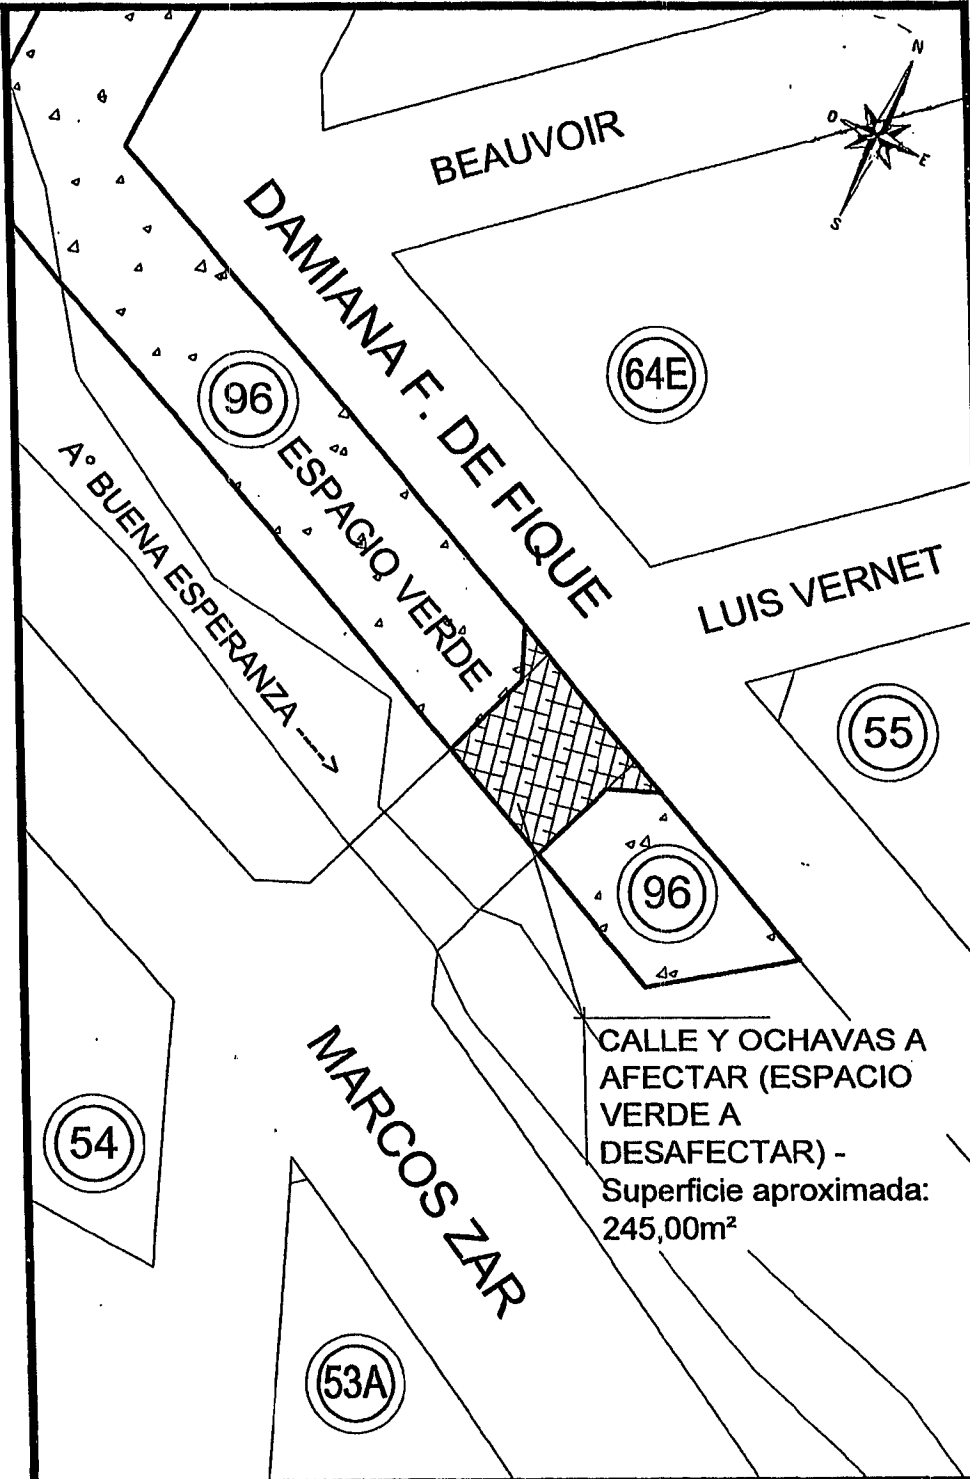 N
O
E
S
BEAUVOIR
DAMIANA F. DE FIQUE
64E
96
ESPACIO VERDE
A° BUENA ESPERANZA ---->
LUIS VERNET
55
96
CALLE Y OCHAVAS A
AFECTAR (ESPACIO
VERDE A
DESAFECTAR) -
Superficie aproximada:
245,00m²
MARCOS ZAR
54
53A